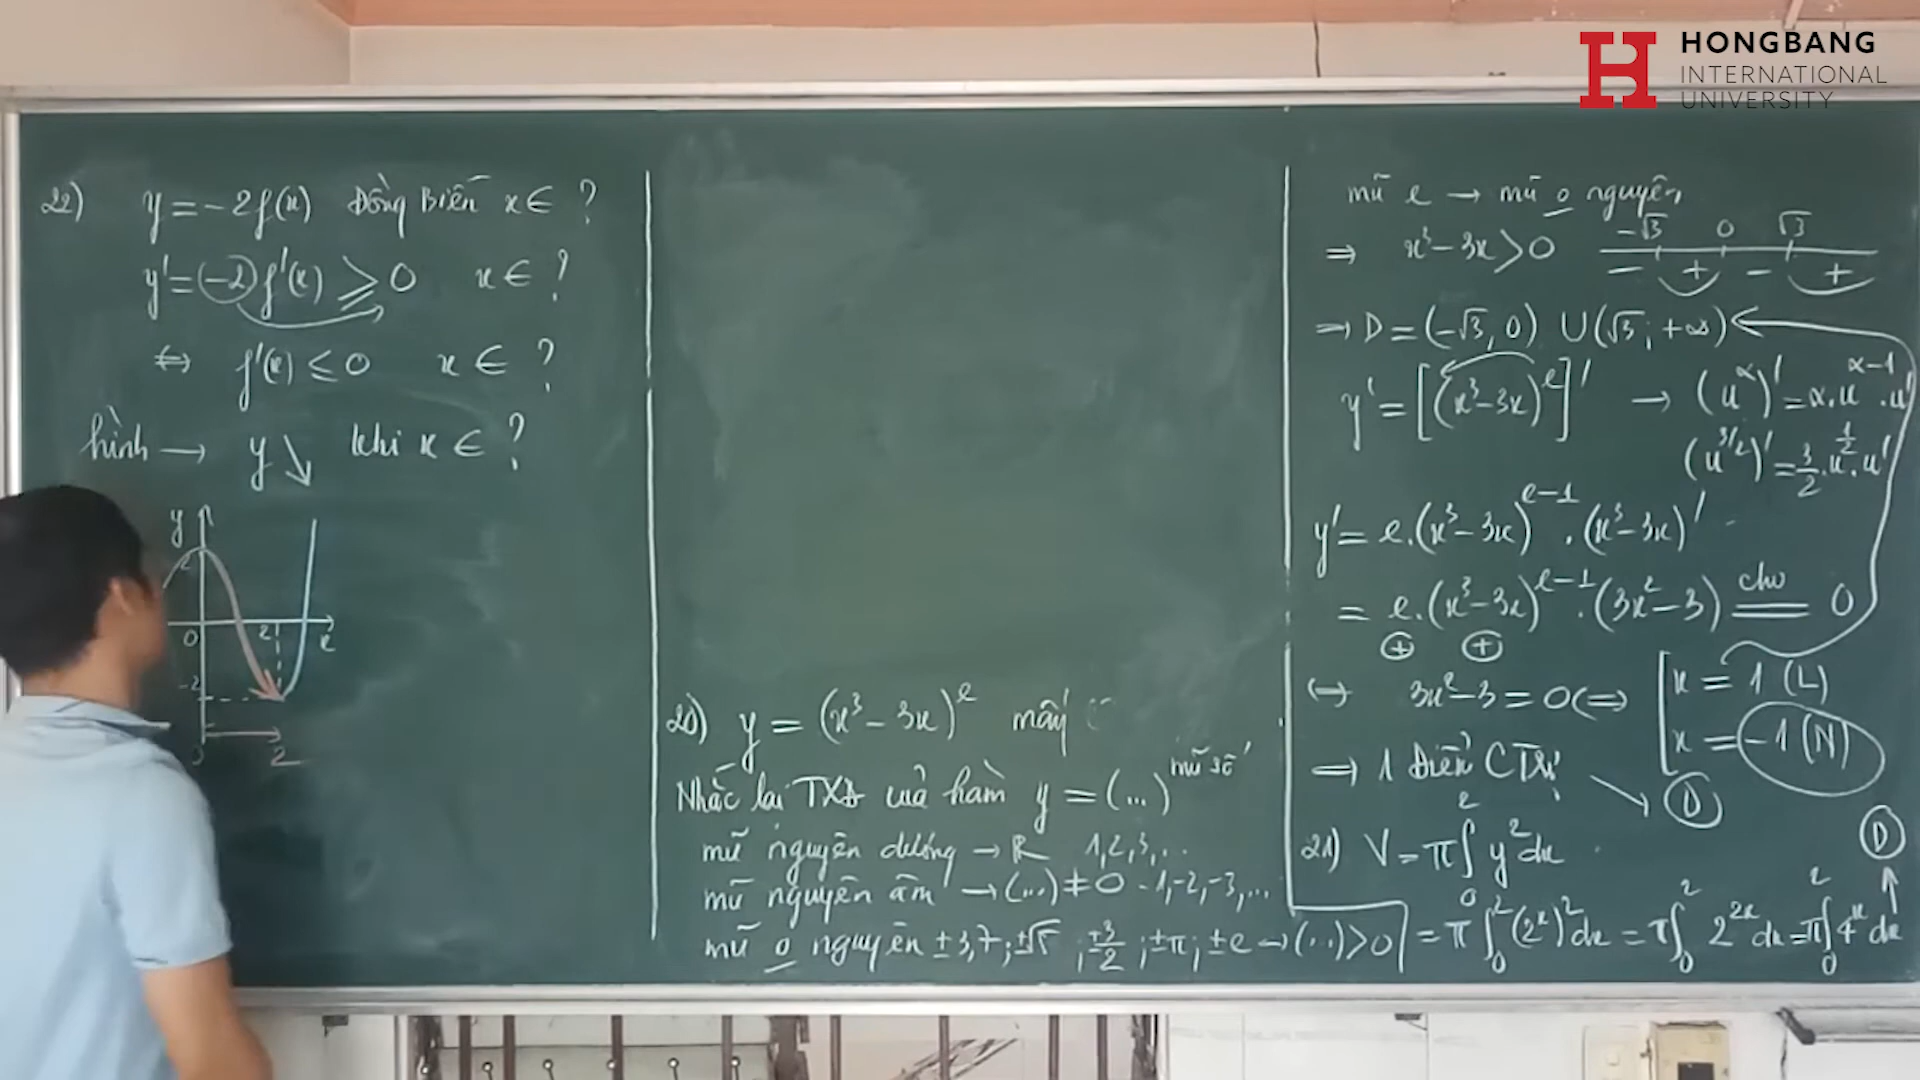 HONGBANG
INTERNATIONAL
UNIVERSITY
22) y = -2f(x) Đồng Biến x ∈ ?
y' = (-2) f'(x) ≥ 0 x ∈ ?
⇔ f'(x) ≤ 0 x ∈ ?
hình → y ↘ khi x ∈ ?
y
2
0 2 x
-2
2
20) y = (x³ - 3x)^e mấy
Nhắc lại TXĐ của hàm y = (...)^mũ số
mũ nguyên dương → R 1,2,3,...
mũ nguyên âm → (...) ≠ 0 -1,-2,-3,...
mũ o nguyên ±3,7; ±√5; ±3/2; ±π; ±e → (..) > 0
mũ e → mũ o nguyên
⇒ x³ - 3x > 0 -√3 0 √3
- + - +
⇒ D = (-√3, 0) U (√3; +∞)
y' = [(x³-3x)^e]' → (u^α)' = α.u^(α-1).u'
(u^(3/2))' = 3/2.u^(1/2).u'
y' = e.(x³-3x)^(e-1).(x³-3x)'
= e.(x³-3x)^(e-1).(3x²-3) cho = 0
+ +
⇔ 3x²-3 = 0 ⇔ [x = 1 (L)
x = -1 (N)
⇒ 1 Điểm CTrị D
21) V = π∫₀² y² dx D
= π∫₀² (2^x)² dx = π∫₀² 2^(2x) dx = π∫₀² 4^x dx